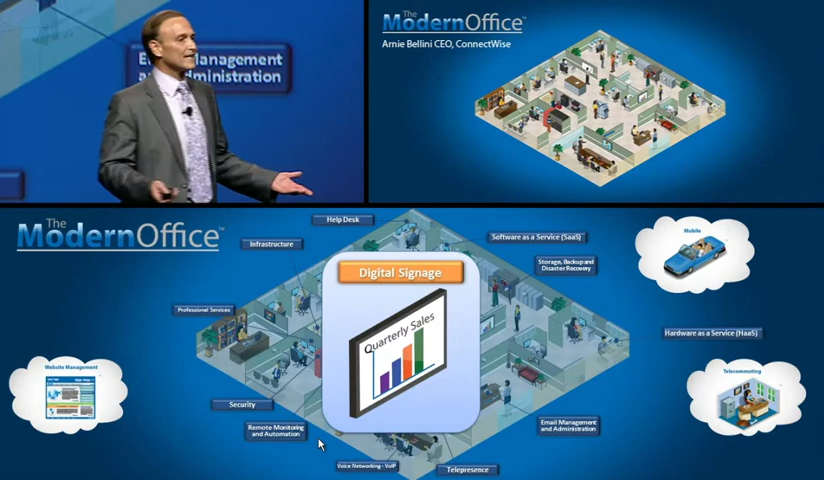 Email Management
and Administration
The
ModernOffice™
Arnie Bellini CEO, ConnectWise
The
ModernOffice™
Help Desk
Infrastructure
Software as a Service (SaaS)
Storage, Backup and
Disaster Recovery
Mobile
Digital Signage
Quarterly Sales
Professional Services
Hardware as a Service (HaaS)
Website Management
Telecommuting
Security
Remote Monitoring
and Automation
Email Management
and Administration
Voice Networking - VoIP
Telepresence